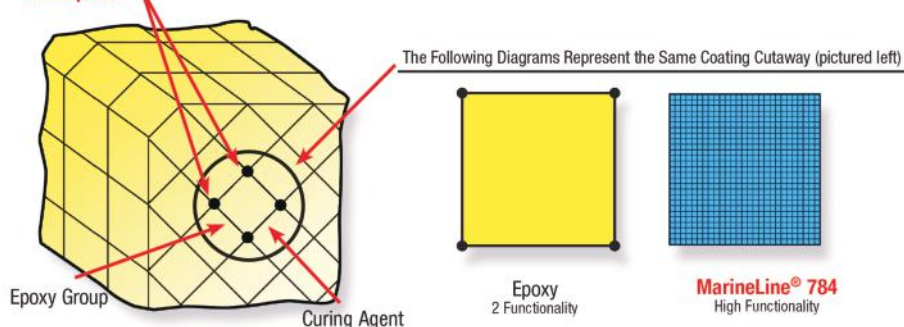 The Following Diagrams Represent the Same Coating Cutaway (pictured left)
Epoxy Group
Curing Agent
Epoxy
2 Functionality
MarineLine® 784
High Functionality